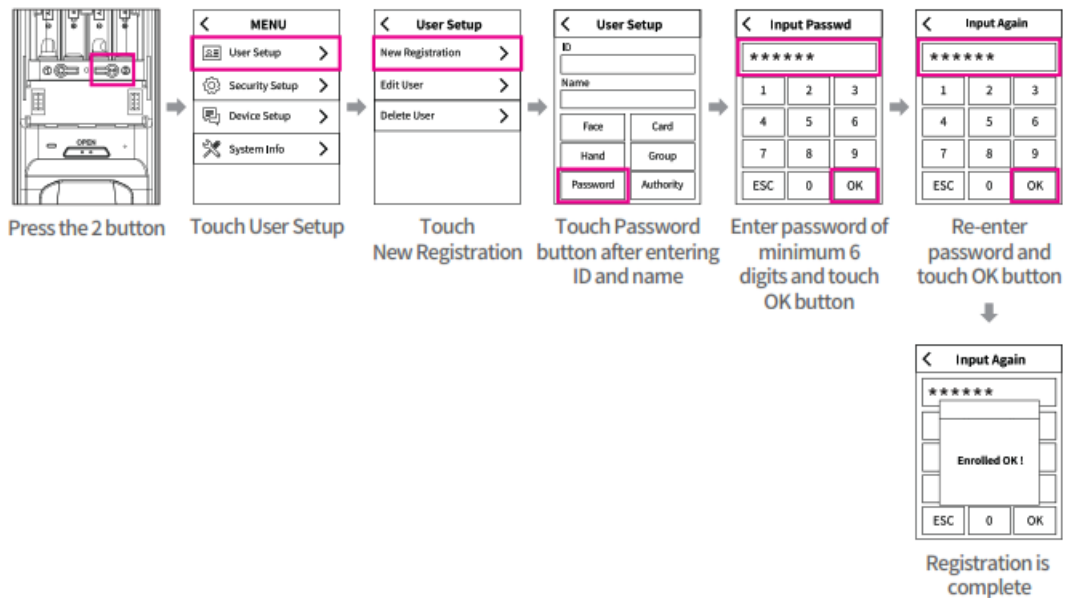 ① ②
OPEN
Press the 2 button
MENU
User Setup
Security Setup
Device Setup
System Info
Touch User Setup
User Setup
New Registration
Edit User
Delete User
Touch
New Registration
User Setup
ID
Name
Face Card
Hand Group
Password Authority
Touch Password
button after entering
ID and name
Input Passwd
******
1 2 3
4 5 6
7 8 9
ESC 0 OK
Enter password of
minimum 6
digits and touch
OK button
Input Again
******
1 2 3
4 5 6
7 8 9
ESC 0 OK
Re-enter
password and
touch OK button
Input Again
******
Enrolled OK !
ESC 0 OK
Registration is
complete